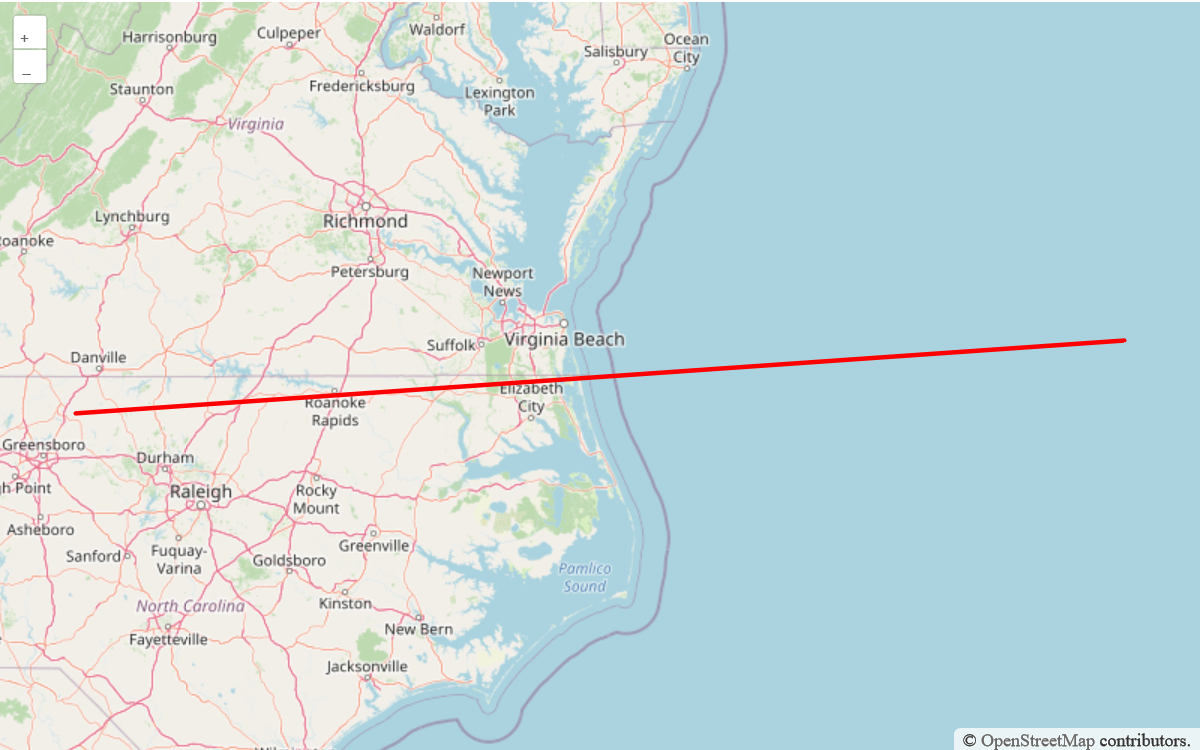 +
–
Harrisonburg
Culpeper
Waldorf
Salisbury
Ocean
City
Staunton
Fredericksburg
Lexington
Park
Virginia
Lynchburg
Richmond
Roanoke
Petersburg
Newport
News
Suffolk
Virginia Beach
Danville
Elizabeth
City
Roanoke
Rapids
Greensboro
Durham
gh Point
Raleigh
Rocky
Mount
Asheboro
Sanford
Fuquay-
Varina
Goldsboro
Greenville
Pamlico
Sound
Kinston
North Carolina
Fayetteville
New Bern
Jacksonville
© OpenStreetMap contributors.